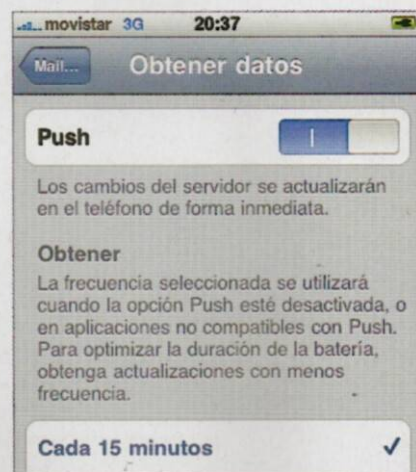 movistar 3G 20:37
Mail... Obtener datos
Push
Los cambios del servidor se actualizarán
en el teléfono de forma inmediata.
Obtener
La frecuencia seleccionada se utilizará
cuando la opción Push esté desactivada, o
en aplicaciones no compatibles con Push.
Para optimizar la duración de la batería,
obtenga actualizaciones con menos
frecuencia.
Cada 15 minutos